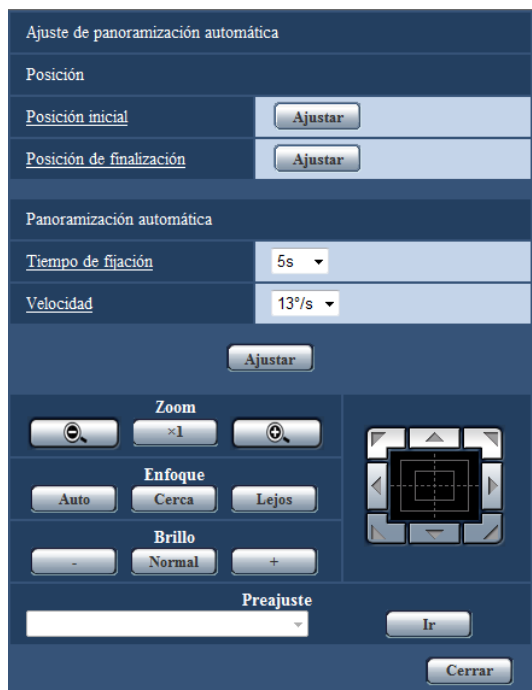 Ajuste de panoramización automática
Posición
Posición inicial Ajustar
Posición de finalización Ajustar
Panoramización automática
Tiempo de fijación 5s
Velocidad 13°/s
Ajustar
Zoom
×1
Enfoque
Auto Cerca Lejos
Brillo
- Normal +
Preajuste
Ir
Cerrar